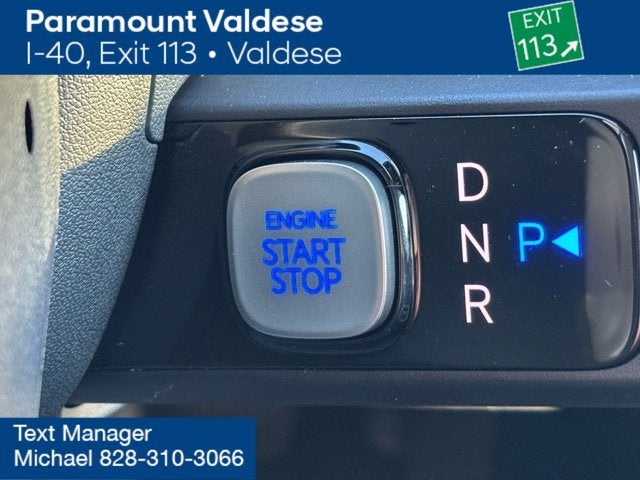 Paramount Valdese
I-40, Exit 113 • Valdese
EXIT
113
ENGINE
START
STOP
D
N
R
P
Text Manager
Michael 828-310-3066